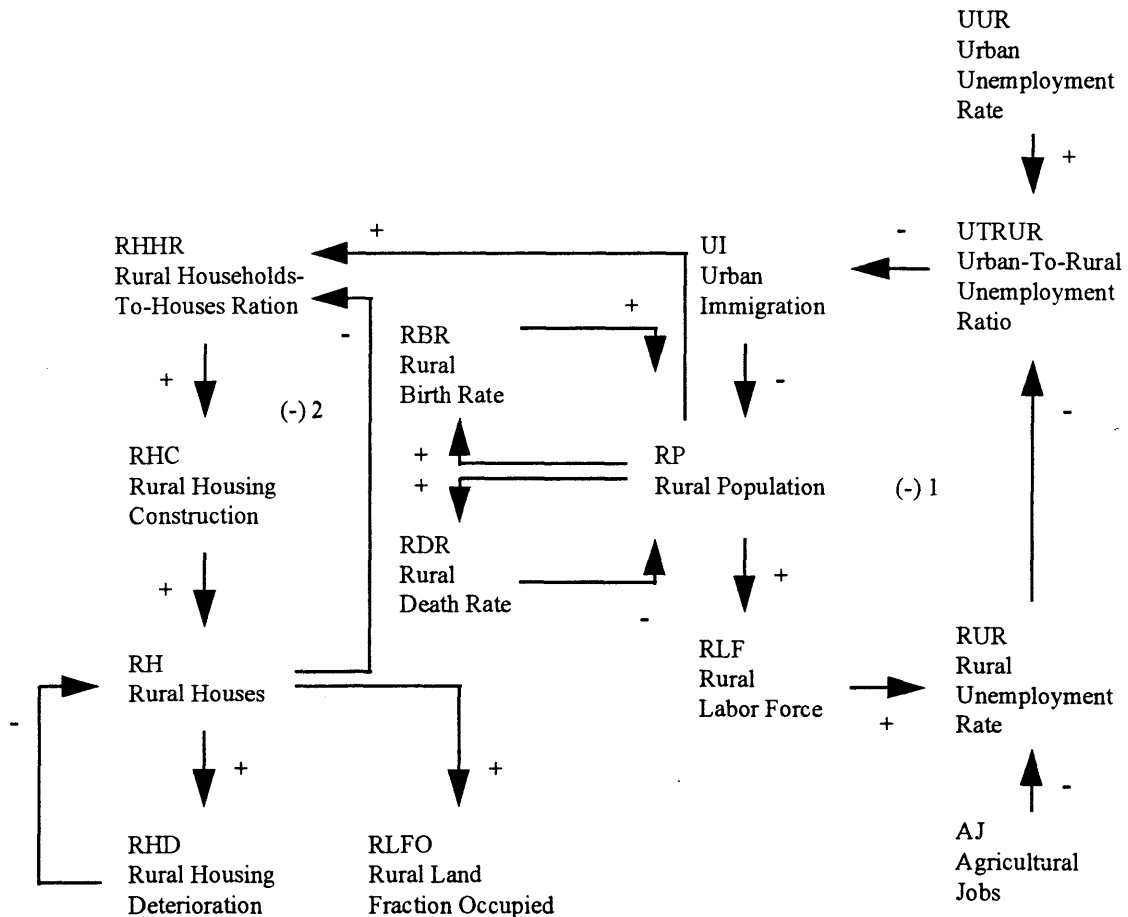 UUR
Urban
Unemployment
Rate
+
RHHR
Rural Households-
To-Houses Ration
+
UI
Urban
Immigration
-
UTRUR
Urban-To-Rural
Unemployment
Ratio
-
+
RBR
Rural
Birth Rate
+
-
(-) 2
-
RHC
Rural Housing
Construction
+
+
RP
Rural Population
(-) 1
+
RDR
Rural
Death Rate
-
+
RH
Rural Houses
RLF
Rural
Labor Force
+
RUR
Rural
Unemployment
Rate
-
+
+
-
RHD
Rural Housing
Deterioration
RLFO
Rural Land
Fraction Occupied
AJ
Agricultural
Jobs